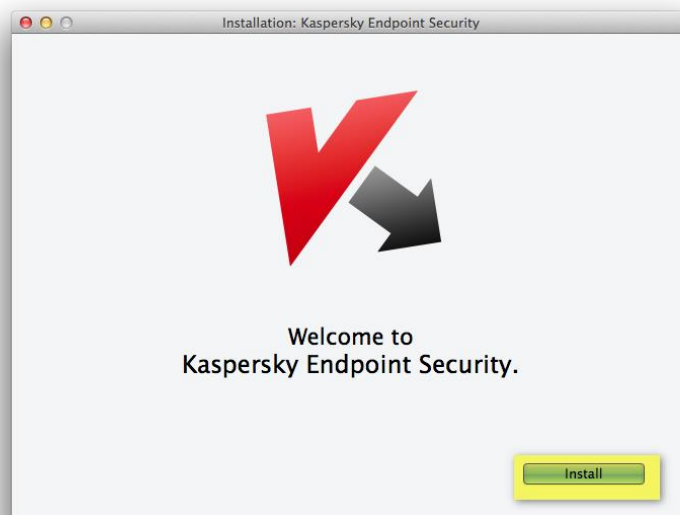 Installation: Kaspersky Endpoint Security
Welcome to
Kaspersky Endpoint Security.
Install